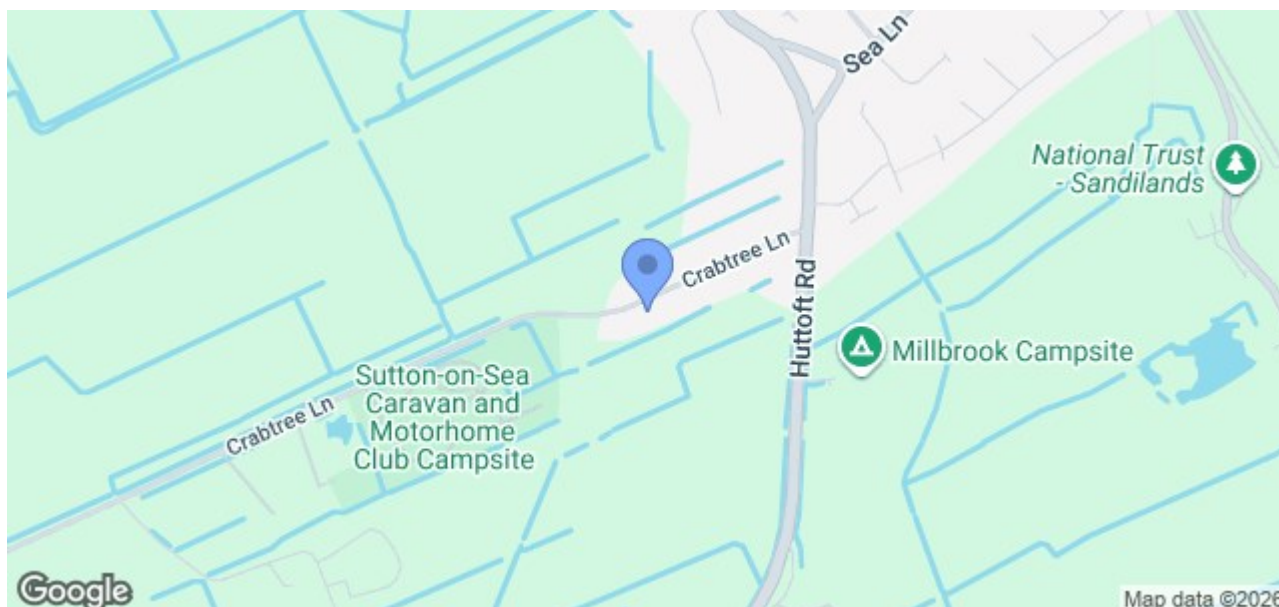 Sea Ln
National Trust
- Sandilands
Crabtree Ln
Huttoft Rd
Millbrook Campsite
Sutton-on-Sea
Caravan and
Motorhome
Club Campsite
Crabtree Ln
Google
Map data ©2026